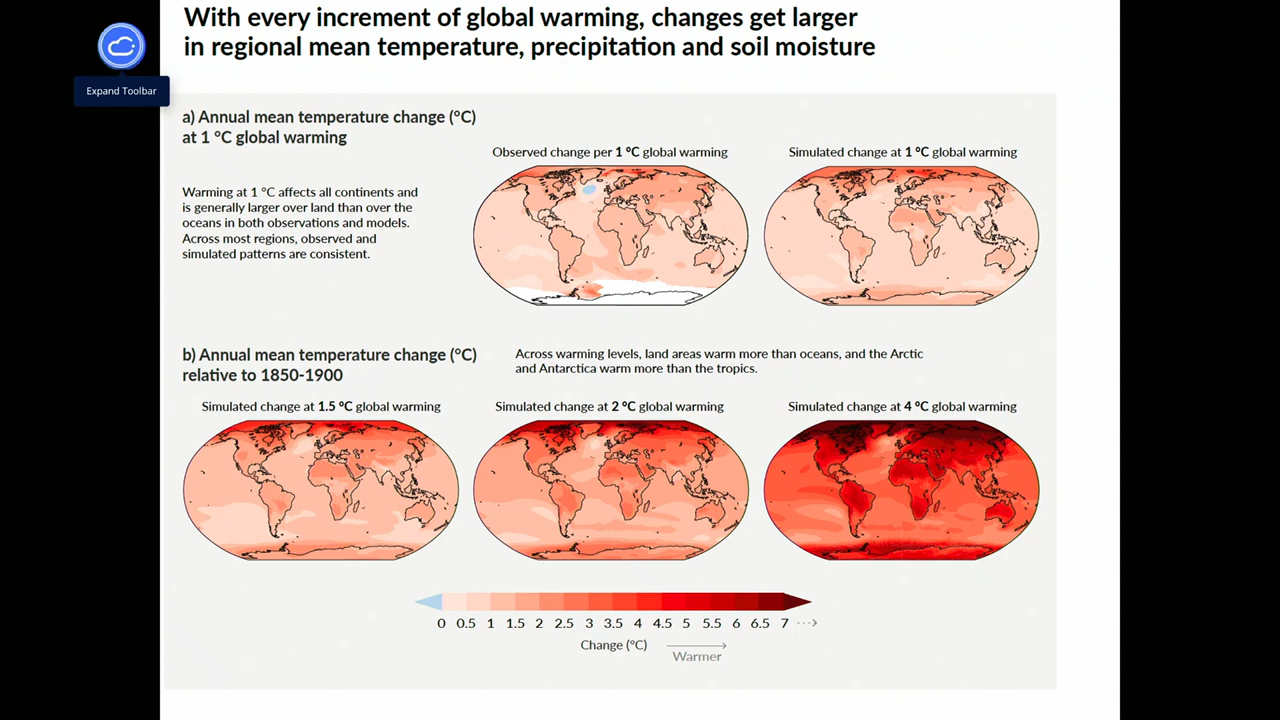 With every increment of global warming, changes get larger
in regional mean temperature, precipitation and soil moisture
Expand Toolbar
a) Annual mean temperature change (°C)
at 1 °C global warming
Warming at 1 °C affects all continents and
is generally larger over land than over the
oceans in both observations and models.
Across most regions, observed and
simulated patterns are consistent.
Observed change per 1 °C global warming
Simulated change at 1 °C global warming
b) Annual mean temperature change (°C)
relative to 1850-1900
Across warming levels, land areas warm more than oceans, and the Arctic
and Antarctica warm more than the tropics.
Simulated change at 1.5 °C global warming
Simulated change at 2 °C global warming
Simulated change at 4 °C global warming
0 0.5 1 1.5 2 2.5 3 3.5 4 4.5 5 5.5 6 6.5 7
Change (°C)
Warmer